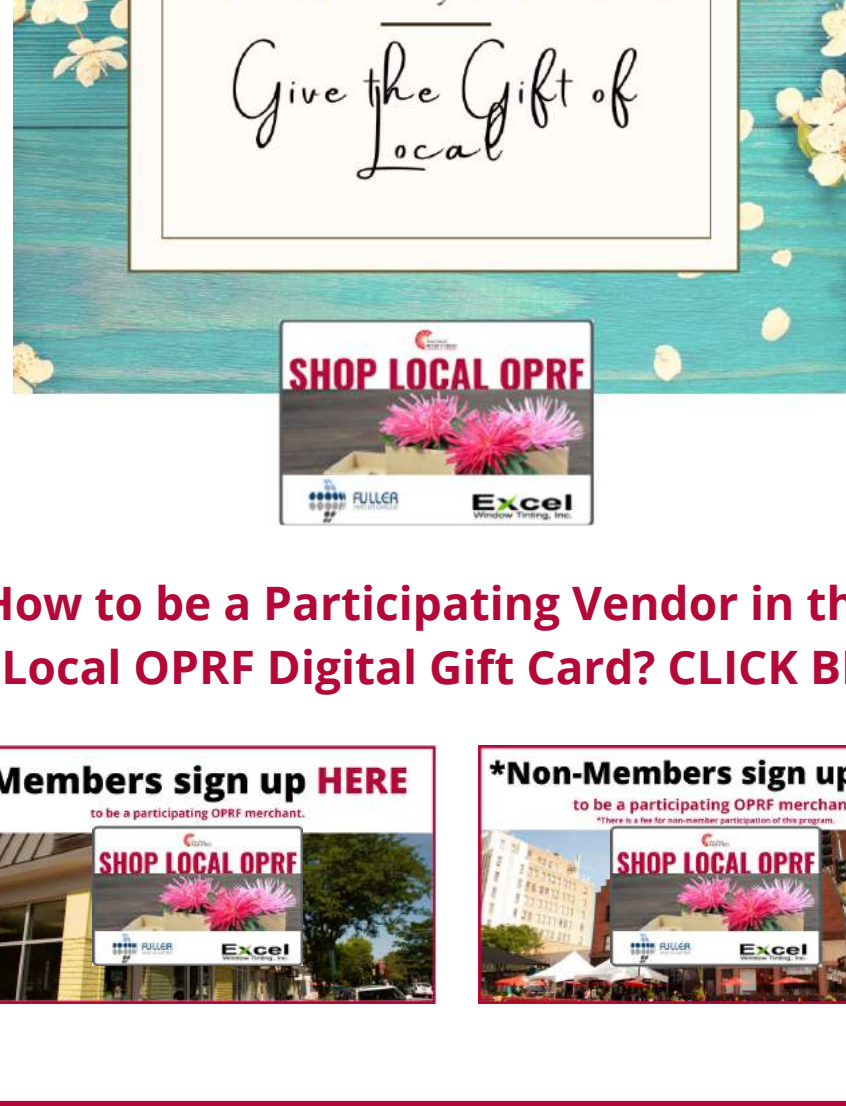 Give the Gift of
Local
SHOP LOCAL OPRF
FULLER
Excel
Window Tinting, Inc.
How to be a Participating Vendor in th
Local OPRF Digital Gift Card? CLICK B
Members sign up HERE
to be a participating OPRF merchant.
SHOP LOCAL OPRF
FULLER
Excel
Window Tinting, Inc.
*Non-Members sign up
to be a participating OPRF merchan
*There is a fee for non-member participation of this program.
SHOP LOCAL OPRF
FULLER
Excel
Window Tinting, Inc.